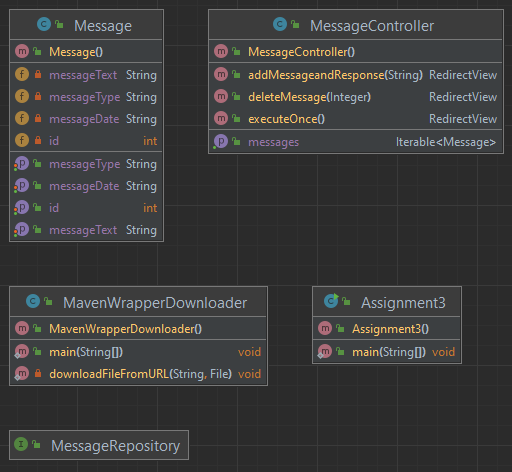 Message
Message()
messageText String
messageType String
messageDate String
id int
messageType String
messageDate String
id int
messageText String
MessageController
MessageController()
addMessageandResponse(String) RedirectView
deleteMessage(Integer) RedirectView
executeOnce() RedirectView
messages Iterable<Message>
MavenWrapperDownloader
MavenWrapperDownloader()
main(String[]) void
downloadFileFromURL(String, File) void
Assignment3
Assignment3()
main(String[]) void
MessageRepository